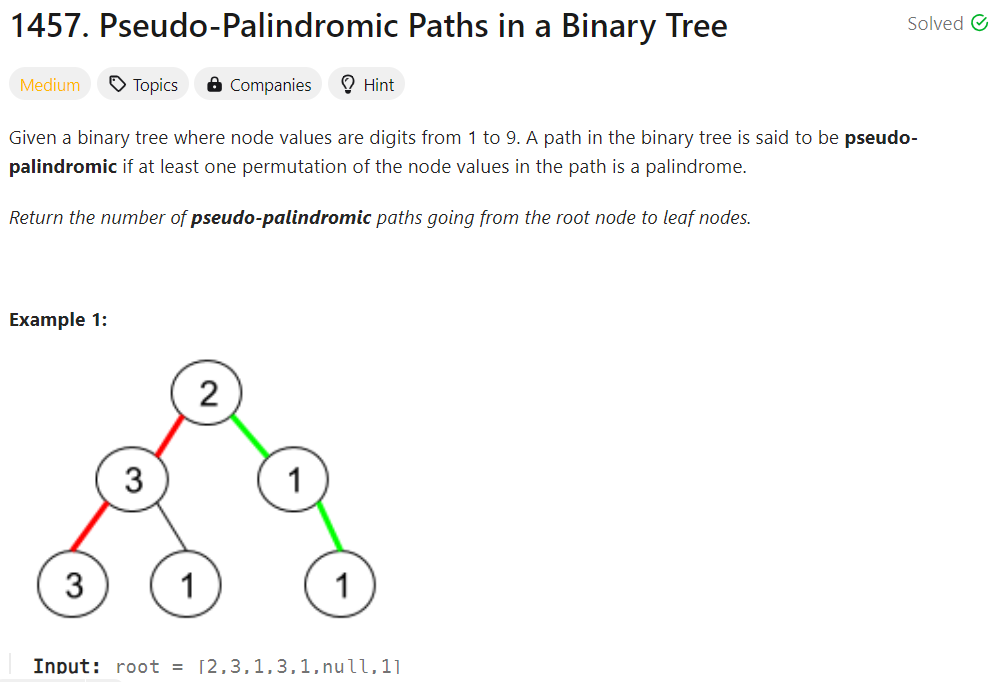 1457. Pseudo-Palindromic Paths in a Binary Tree
Solved
Medium Topics Companies Hint
Given a binary tree where node values are digits from 1 to 9. A path in the binary tree is said to be pseudo-
palindromic if at least one permutation of the node values in the path is a palindrome.
Return the number of pseudo-palindromic paths going from the root node to leaf nodes.
Example 1:
2
3 1
3 1 1
Input: root = [2,3,1,3,1,null,1]